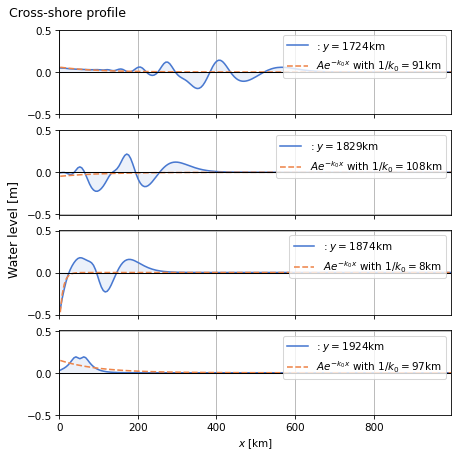 Cross-shore profile
Water level [m]
0.5
0.0
−0.5
: y = 1724km
Ae^{-k_0x} with 1/k_0 = 91km
0.5
0.0
−0.5
: y = 1829km
Ae^{-k_0x} with 1/k_0 = 108km
0.5
0.0
−0.5
: y = 1874km
Ae^{-k_0x} with 1/k_0 = 8km
0.5
0.0
−0.5
: y = 1924km
Ae^{-k_0x} with 1/k_0 = 97km
0 200 400 600 800
x [km]